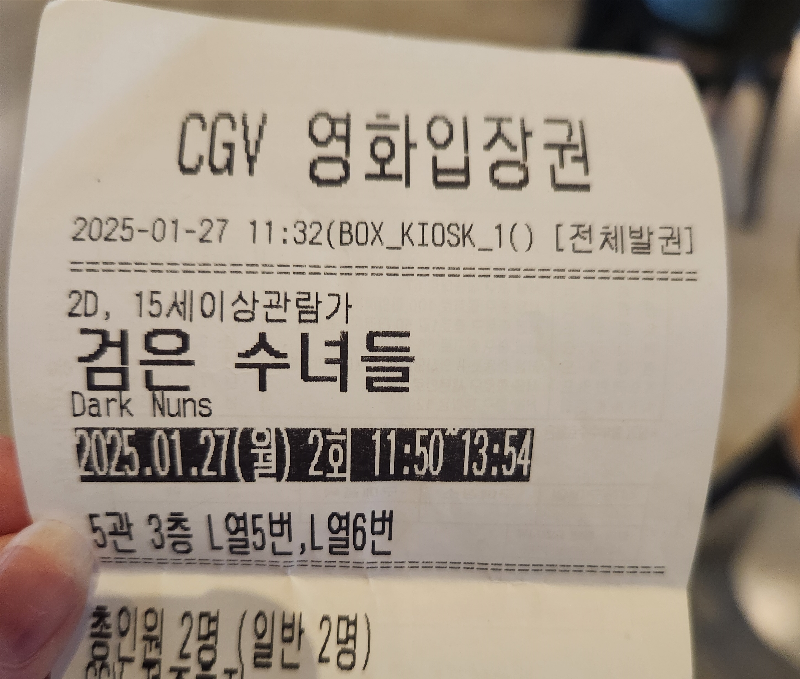 CGV 영화입장권
2025-01-27 11:32(BOX_KIOSK_1() [전체발권]
2D, 15세이상관람가
검은 수녀들
Dark Nuns
2025.01.27(월) 2회 11:50~13:54
5관 3층 L열5번,L열6번
총인원 2명 (일반 2명)